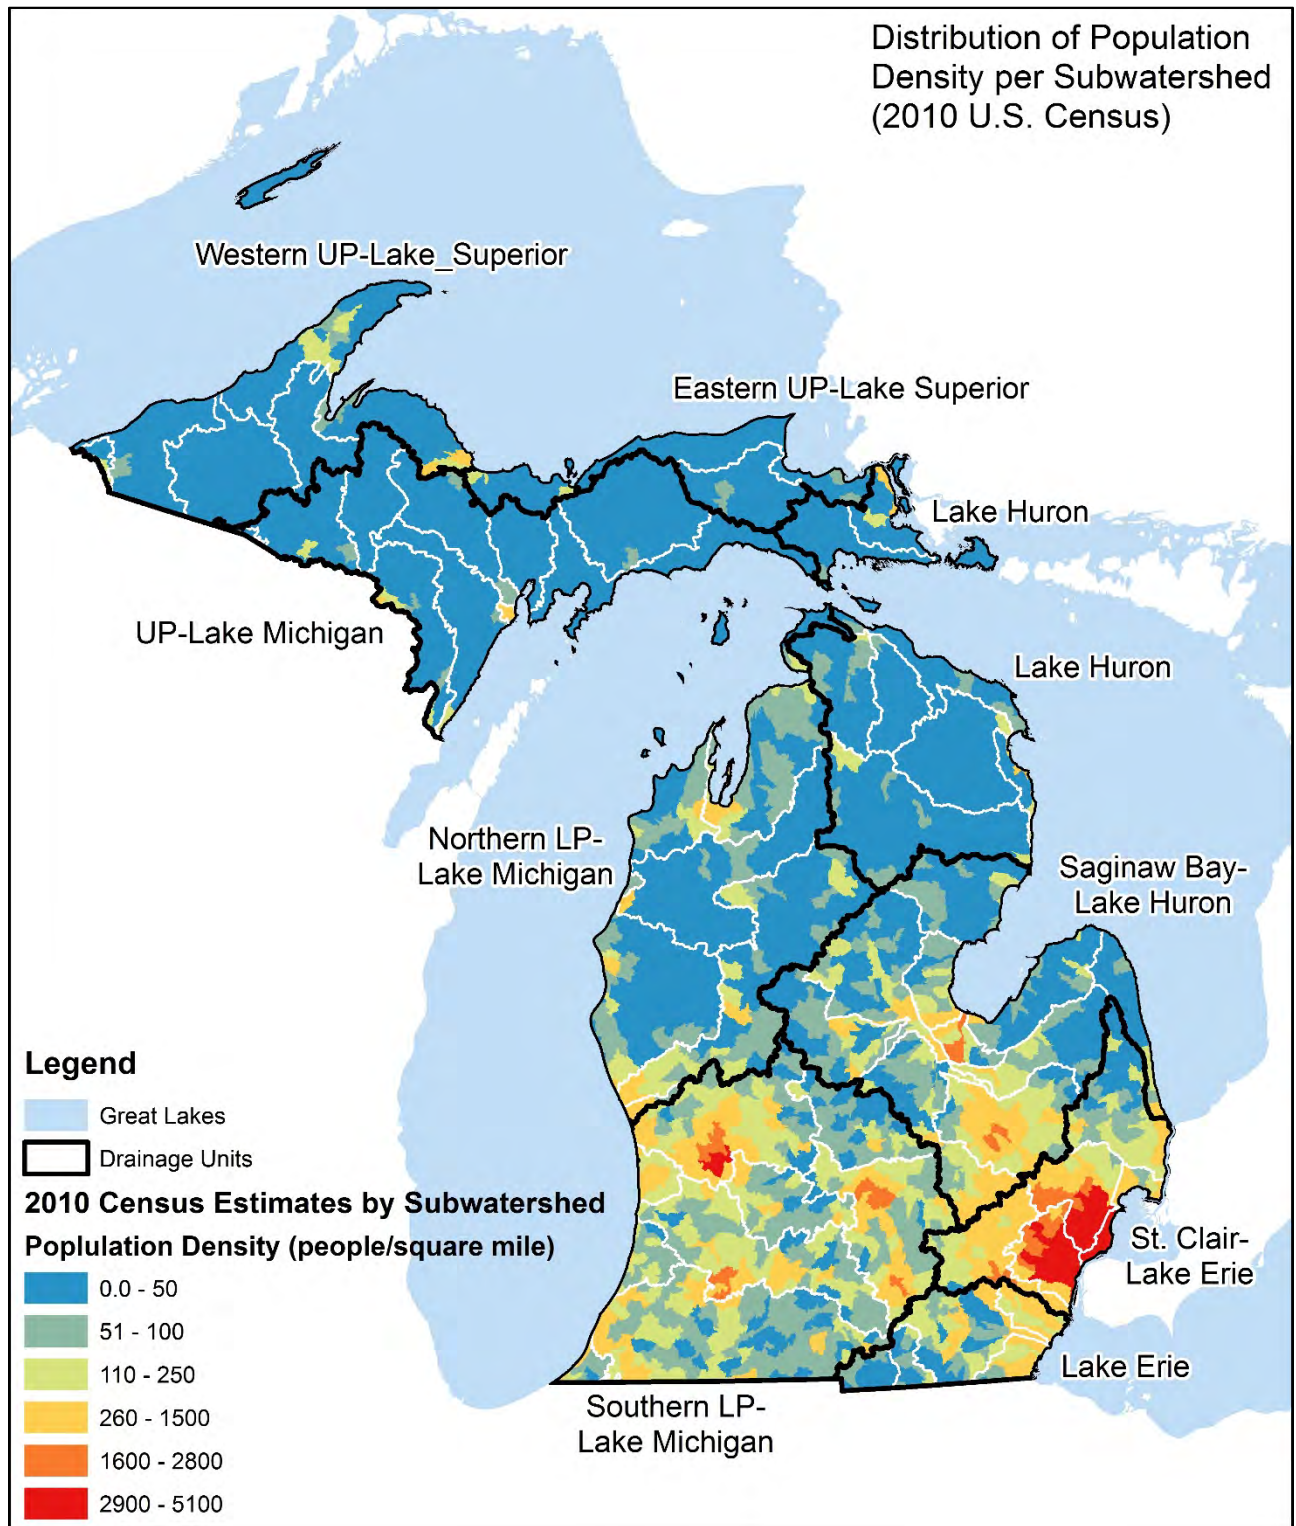 Distribution of Population
Density per Subwatershed
(2010 U.S. Census)
Western UP-Lake_Superior
Eastern UP-Lake Superior
Lake Huron
UP-Lake Michigan
Lake Huron
Northern LP-
Lake Michigan
Saginaw Bay-
Lake Huron
St. Clair-
Lake Erie
Lake Erie
Southern LP-
Lake Michigan
Legend
Great Lakes
Drainage Units
2010 Census Estimates by Subwatershed
Poplulation Density (people/square mile)
0.0 - 50
51 - 100
110 - 250
260 - 1500
1600 - 2800
2900 - 5100